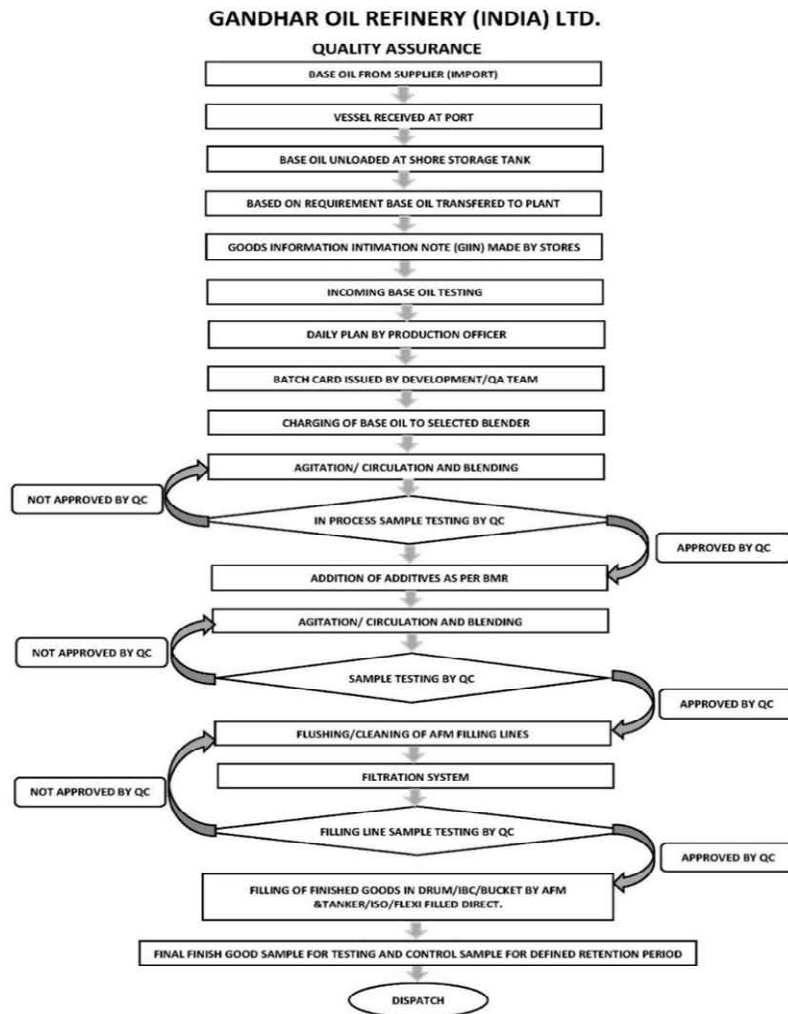 GANDHAR OIL REFINERY (INDIA) LTD.
QUALITY ASSURANCE
BASE OIL FROM SUPPLIER (IMPORT)
VESSEL RECEIVED AT PORT
BASE OIL UNLOADED AT SHORE STORAGE TANK
BASED ON REQUIREMENT BASE OIL TRANSFERED TO PLANT
GOODS INFORMATION INTIMATION NOTE (GIIN) MADE BY STORES
INCOMING BASE OIL TESTING
DAILY PLAN BY PRODUCTION OFFICER
BATCH CARD ISSUED BY DEVELOPMENT/QA TEAM
CHARGING OF BASE OIL TO SELECTED BLENDER
AGITATION/ CIRCULATION AND BLENDING
NOT APPROVED BY QC
IN PROCESS SAMPLE TESTING BY QC
APPROVED BY QC
ADDITION OF ADDITIVES AS PER BMR
AGITATION/ CIRCULATION AND BLENDING
NOT APPROVED BY QC
SAMPLE TESTING BY QC
APPROVED BY QC
FLUSHING/CLEANING OF AFM FILLING LINES
FILTRATION SYSTEM
NOT APPROVED BY QC
FILLING LINE SAMPLE TESTING BY QC
APPROVED BY QC
FILLING OF FINISHED GOODS IN DRUM/IBC/BUCKET BY AFM
&TANKER/ISO/FLEXI FILLED DIRECT.
FINAL FINISH GOOD SAMPLE FOR TESTING AND CONTROL SAMPLE FOR DEFINED RETENTION PERIOD
DISPATCH